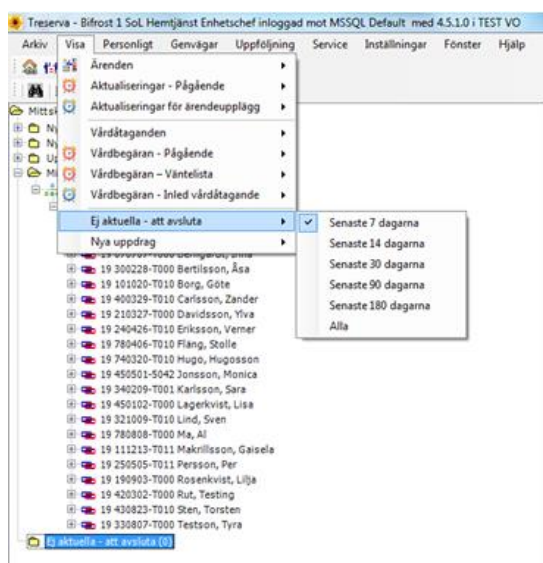 Treserva - Bifrost 1 SoL Hemtjänst Enhetschef inloggad mot MSSQL Default med 4.5.1.0 i TEST VO
Arkiv Visa Personligt Genvägar Uppföljning Service Inställningar Fönster Hjälp
Ärenden
Aktualiseringar - Pågående
Aktualiseringar för ärendeupplägg
Vårdåtaganden
Vårdbegäran - Pågående
Vårdbegäran – Väntelista
Vårdbegäran - Inled vårdåtagande
Ej aktuella - att avsluta
Nya uppdrag
Senaste 7 dagarna
Senaste 14 dagarna
Senaste 30 dagarna
Senaste 90 dagarna
Senaste 180 dagarna
Alla
19 300228-T000 Bertilsson, Åsa
19 101020-T010 Borg, Göte
19 400329-T010 Carlsson, Zander
19 210327-T000 Davidsson, Ylva
19 240426-T010 Eriksson, Verner
19 780406-T010 Flång, Stolle
19 740320-T010 Hugo, Hugosson
19 450501-5042 Jonsson, Monica
19 340209-T001 Karlsson, Sara
19 450102-T000 Lagerkvist, Lisa
19 321009-T010 Lind, Sven
19 780808-T000 Ma, Al
19 111213-T011 Makrillsson, Gaisela
19 250505-T011 Persson, Per
19 190903-T000 Rosenkvist, Lilja
19 420302-T000 Rut, Testing
19 430823-T010 Sten, Torsten
19 330807-T000 Testson, Tyra
Ej aktuella - att avsluta (0)